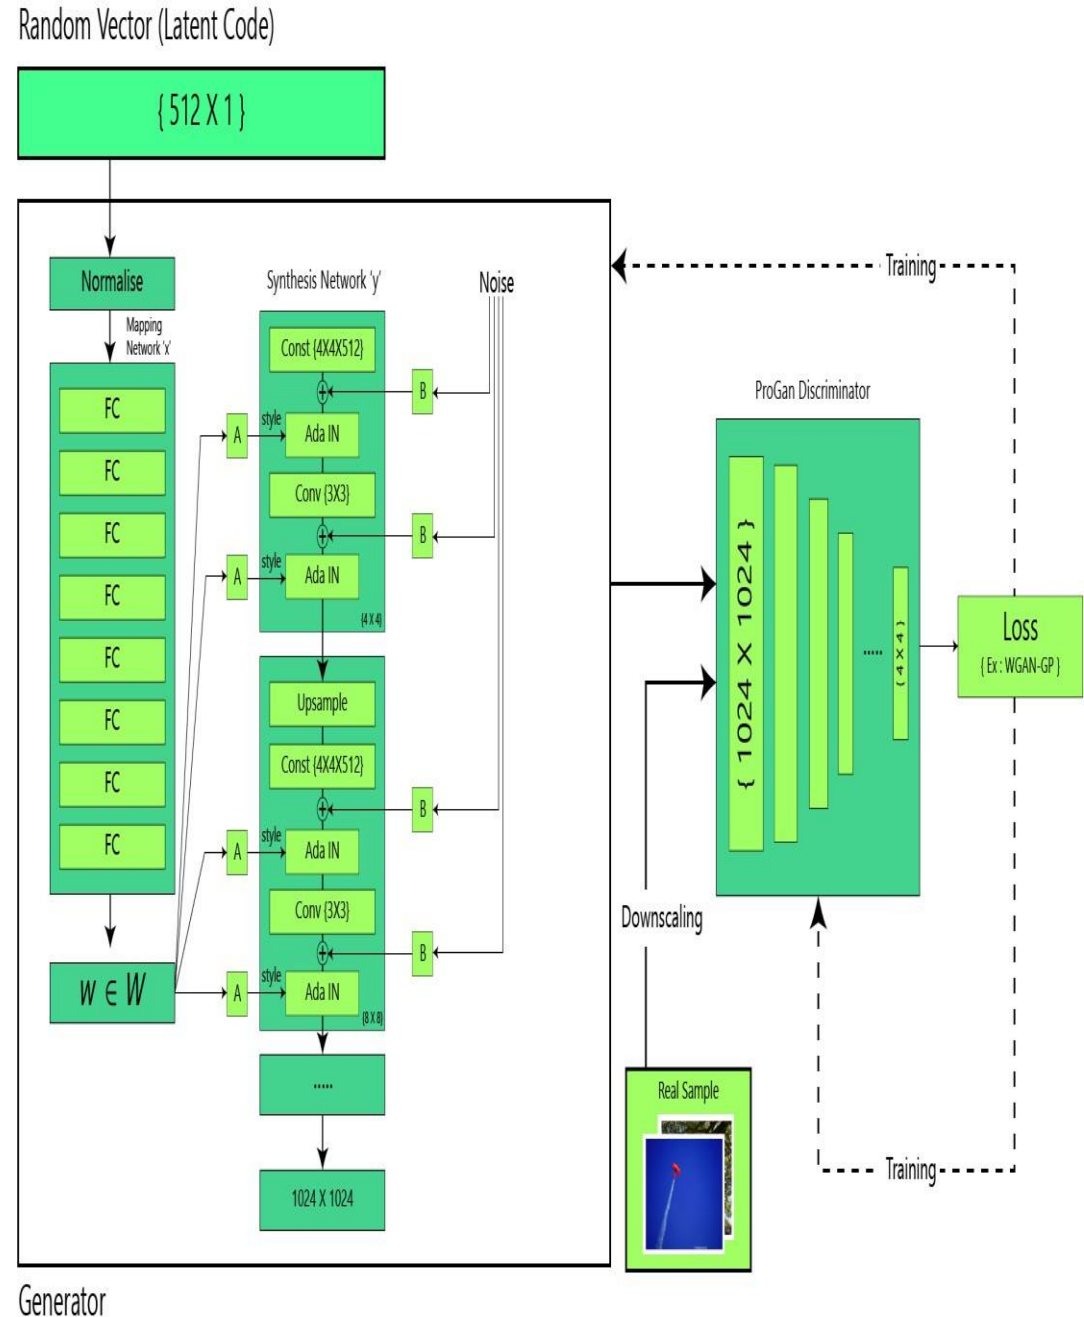 Random Vector (Latent Code)
{ 512 X 1 }
Normalise
Mapping
Network 'x'
FC
FC
FC
FC
FC
FC
FC
FC
w ∈ W
Synthesis Network 'y'
Noise
Const {4X4X512}
B
A
style
Ada IN
Conv {3X3}
B
A
style
Ada IN
(4 X 4)
Upsample
Const {4X4X512}
B
A
style
Ada IN
Conv {3X3}
B
A
style
Ada IN
(8 X 8)
.....
1024 X 1024
Generator
Training
ProGan Discriminator
{ 1024 X 1024 }
.....
{ 4 X 4 }
Loss
{ Ex : WGAN-GP }
Downscaling
Real Sample
Training